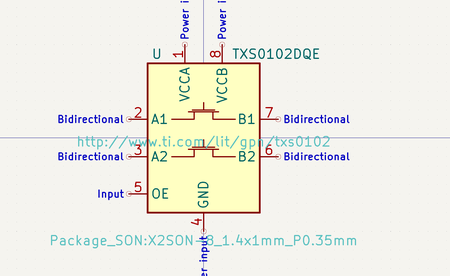 Power i
Power i
1
8
U
TXS0102DQE
VCCA
VCCB
Bidirectional
2
A1
B1
7
Bidirectional
http://www.ti.com/lit/gpn/txs0102
Bidirectional
3
A2
B2
6
Bidirectional
Input
5
OE
GND
4
Package_SON:X2SON-8_1.4x1mm_P0.35mm
er input